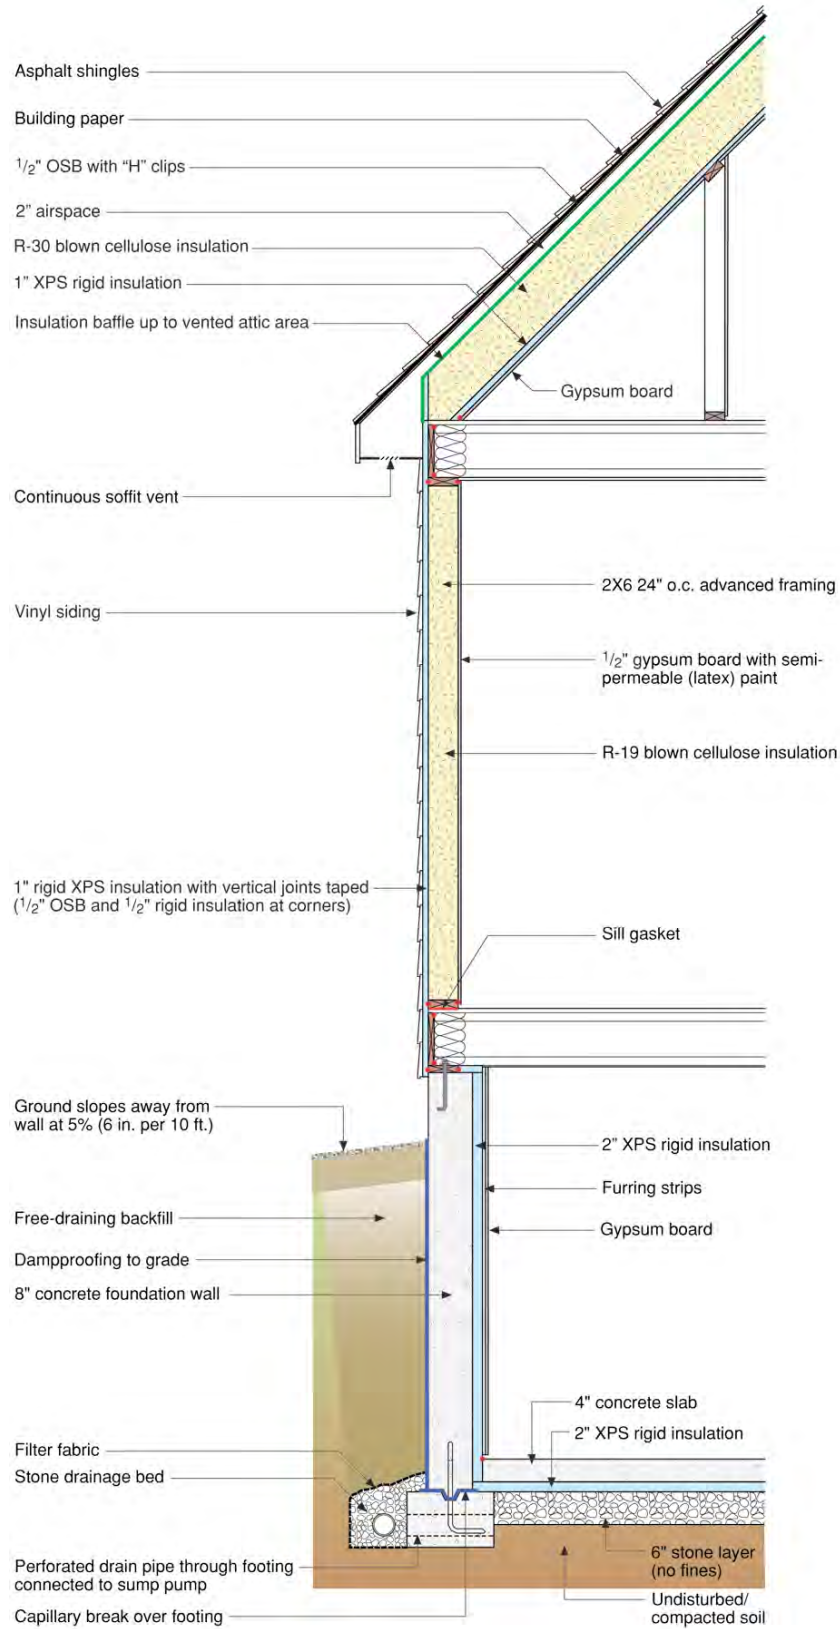 Asphalt shingles
Building paper
1/2" OSB with “H” clips
2” airspace
R-30 blown cellulose insulation
1” XPS rigid insulation
Insulation baffle up to vented attic area
Gypsum board
Continuous soffit vent
2X6 24" o.c. advanced framing
Vinyl siding
1/2" gypsum board with semi-
permeable (latex) paint
R-19 blown cellulose insulation
1" rigid XPS insulation with vertical joints taped
(1/2" OSB and 1/2" rigid insulation at corners)
Sill gasket
Ground slopes away from
wall at 5% (6 in. per 10 ft.)
2” XPS rigid insulation
Furring strips
Free-draining backfill
Gypsum board
Dampproofing to grade
8" concrete foundation wall
4" concrete slab
2" XPS rigid insulation
Filter fabric
Stone drainage bed
6" stone layer
(no fines)
Perforated drain pipe through footing
connected to sump pump
Undisturbed/
compacted soil
Capillary break over footing